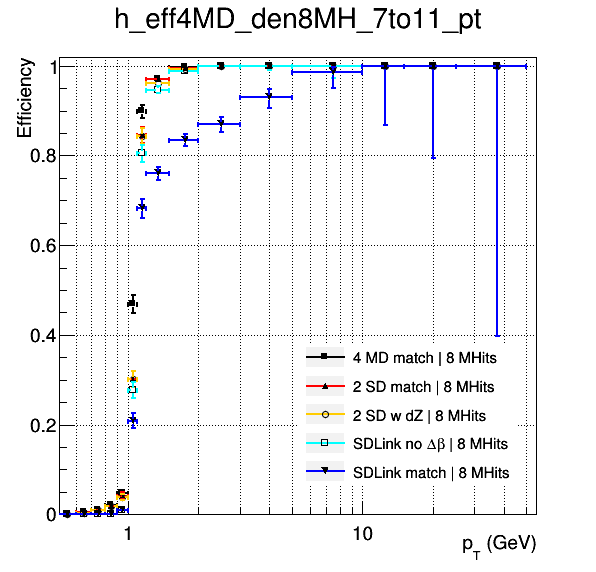 h_eff4MD_den8MH_7to11_pt
Efficiency
1
0.8
0.6
0.4
0.2
0
4 MD match | 8 MHits
2 SD match | 8 MHits
2 SD w dZ | 8 MHits
SDLink no Δβ | 8 MHits
SDLink match | 8 MHits
1 10
p_T (GeV)